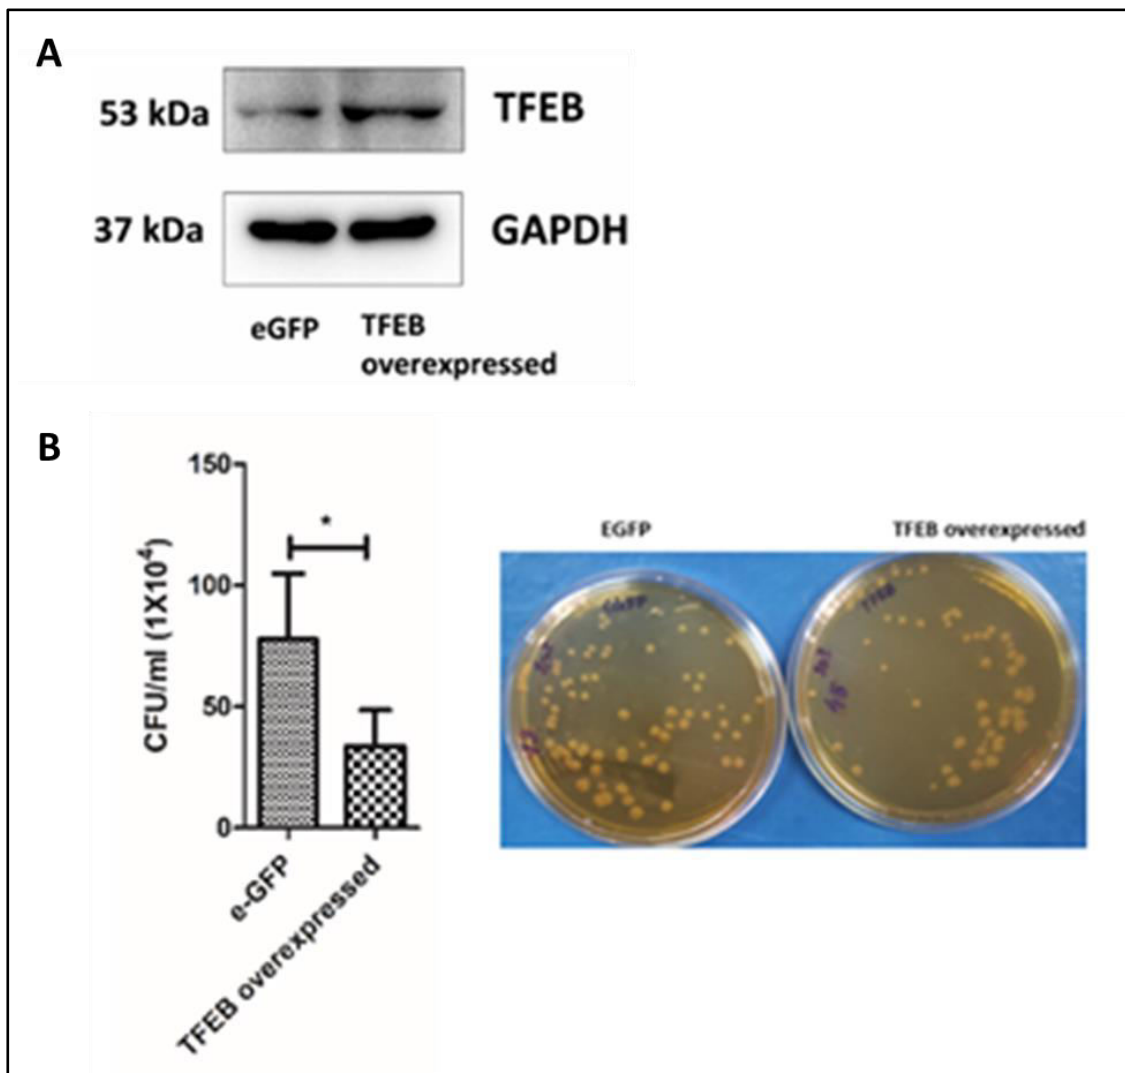 A
53 kDa
TFEB
37 kDa
GAPDH
eGFP
TFEB
overexpressed
B
150
100
50
0
CFU/ml (1X10⁴)
*
e-GFP
TFEB overexpressed
EGFP
TFEB overexpressed
TFEB